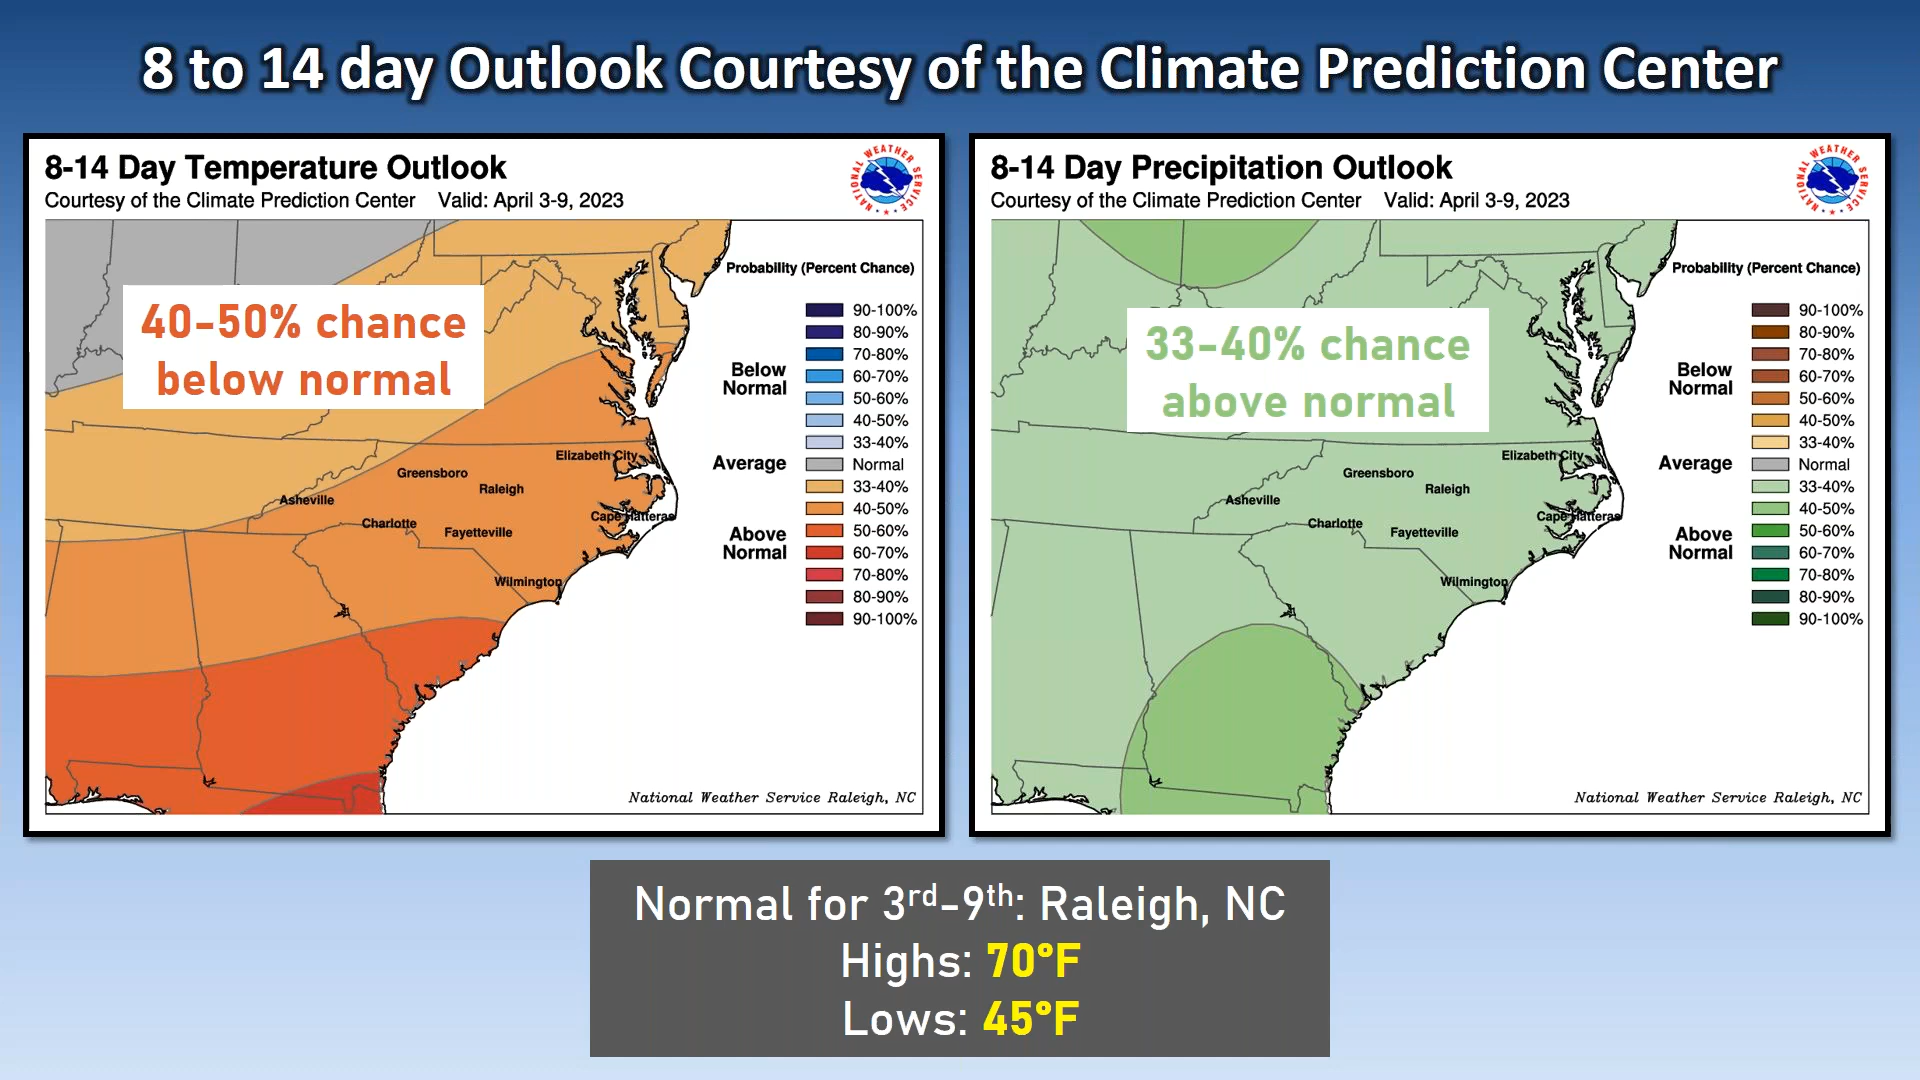 8 to 14 day Outlook Courtesy of the Climate Prediction Center
8-14 Day Temperature Outlook
Courtesy of the Climate Prediction Center Valid: April 3-9, 2023
NATIONAL WEATHER SERVICE
40-50% chance
below normal
Probability (Percent Chance)
90-100%
80-90%
70-80%
Below
Normal
60-70%
50-60%
40-50%
33-40%
Average
Normal
33-40%
40-50%
50-60%
Above
Normal
60-70%
70-80%
80-90%
90-100%
Elizabeth City
Greensboro
Raleigh
Asheville
Cape Hatteras
Charlotte
Fayetteville
Wilmington
National Weather Service Raleigh, NC
8-14 Day Precipitation Outlook
Courtesy of the Climate Prediction Center Valid: April 3-9, 2023
NATIONAL WEATHER SERVICE
33-40% chance
above normal
Probability (Percent Chance)
90-100%
80-90%
70-80%
Below
Normal
60-70%
50-60%
40-50%
33-40%
Average
Normal
33-40%
40-50%
50-60%
Above
Normal
60-70%
70-80%
80-90%
90-100%
Elizabeth City
Greensboro
Raleigh
Asheville
Cape Hatteras
Charlotte
Fayetteville
Wilmington
National Weather Service Raleigh, NC
Normal for 3rd-9th: Raleigh, NC
Highs: 70°F
Lows: 45°F